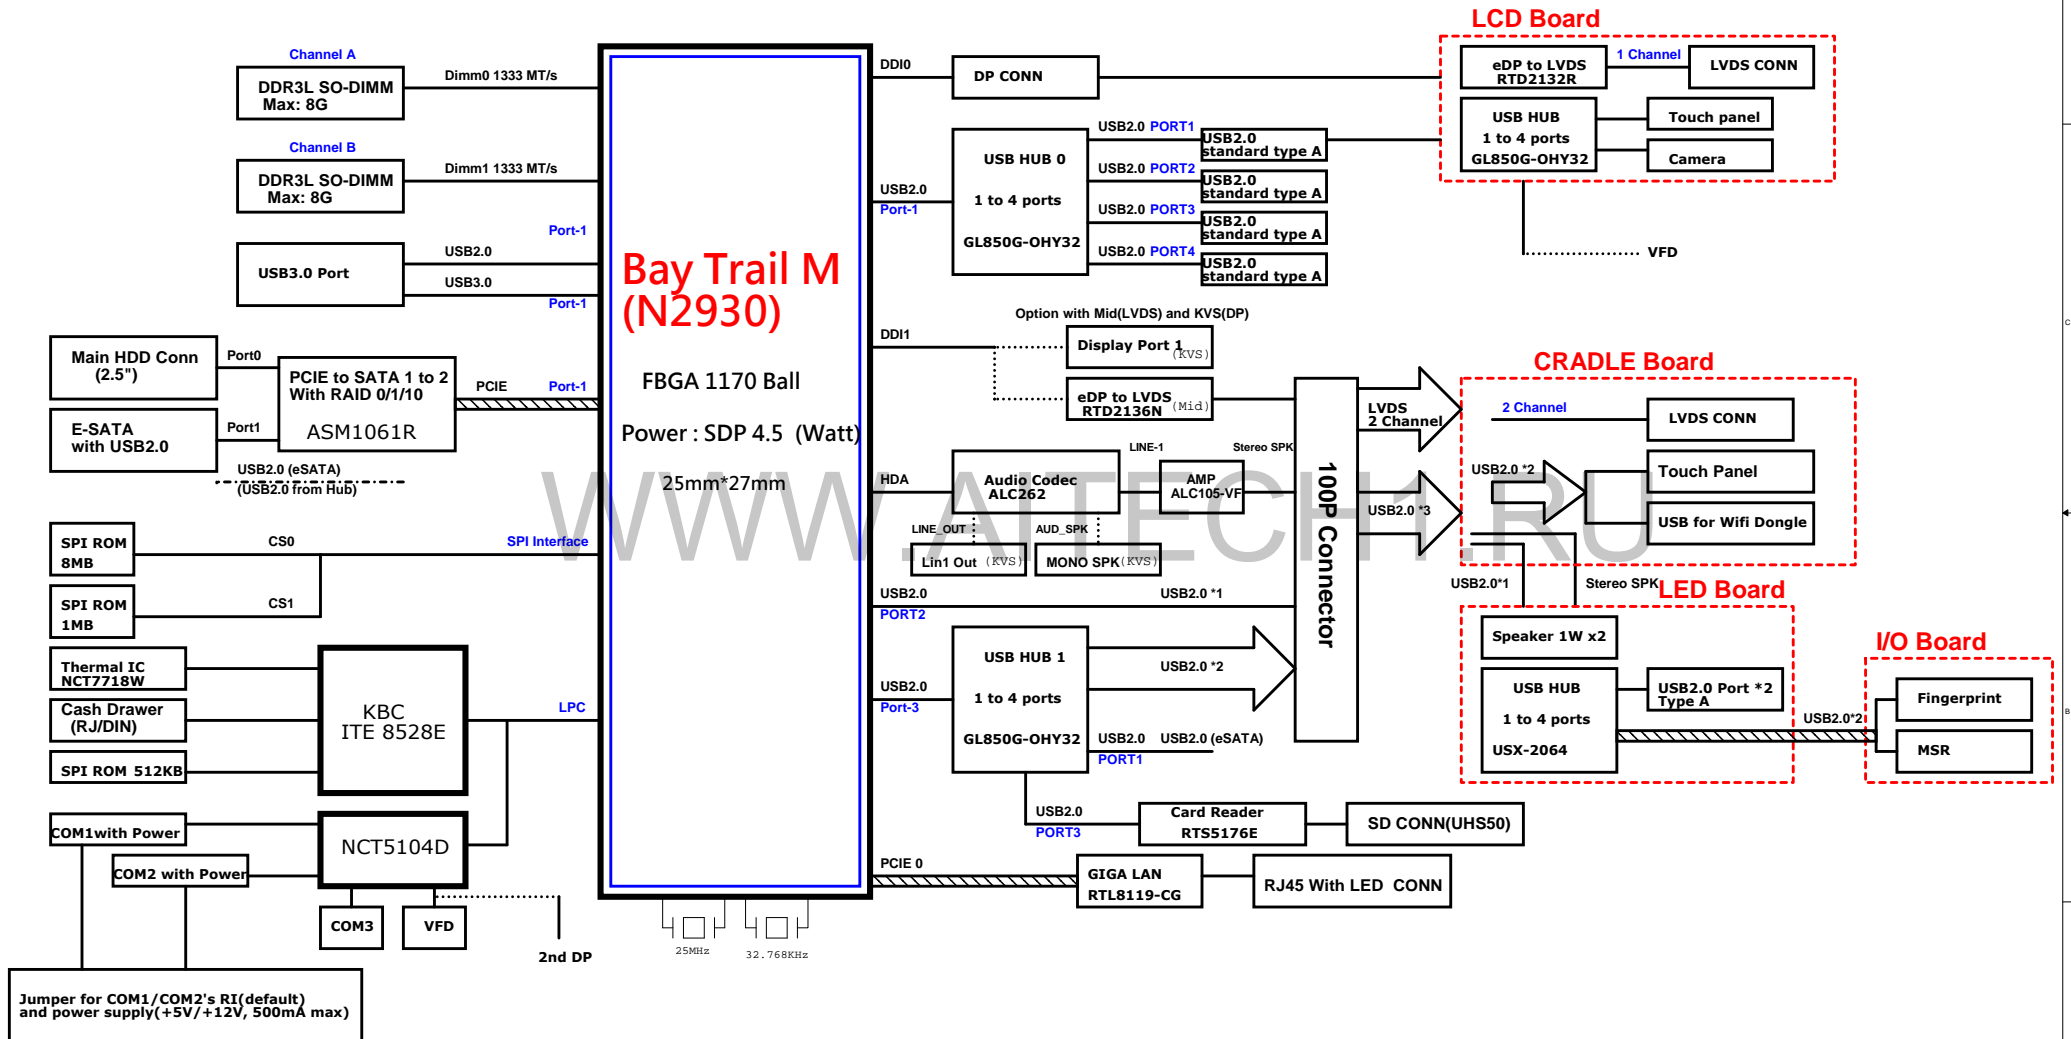 LCD Board
Channel A
DDR3L SO-DIMM
Max: 8G
Dimm0 1333 MT/s
Channel B
DDR3L SO-DIMM
Max: 8G
Dimm1 1333 MT/s
Port-1
USB3.0 Port
USB2.0
USB3.0
Port-1
Main HDD Conn
(2.5")
Port0
E-SATA
with USB2.0
Port1
PCIE to SATA 1 to 2
With RAID 0/1/10
ASM1061R
PCIE
Port-1
USB2.0 (eSATA)
(USB2.0 from Hub)
SPI ROM
8MB
CS0
SPI Interface
SPI ROM
1MB
CS1
Thermal IC
NCT7718W
Cash Drawer
(RJ/DIN)
SPI ROM 512KB
KBC
ITE 8528E
LPC
COM1with Power
COM2 with Power
NCT5104D
COM3
VFD
2nd DP
Jumper for COM1/COM2's RI(default)
and power supply(+5V/+12V, 500mA max)
Bay Trail M
(N2930)
FBGA 1170 Ball
Power : SDP 4.5 (Watt)
25mm*27mm
25MHz
32.768KHz
DDI0
DP CONN
USB2.0
Port-1
USB HUB 0
1 to 4 ports
GL850G-OHY32
USB2.0 PORT1
USB2.0
standard type A
USB2.0 PORT2
USB2.0
standard type A
USB2.0 PORT3
USB2.0
standard type A
USB2.0 PORT4
USB2.0
standard type A
eDP to LVDS
RTD2132R
1 Channel
LVDS CONN
USB HUB
1 to 4 ports
GL850G-OHY32
Touch panel
Camera
VFD
Option with Mid(LVDS) and KVS(DP)
DDI1
Display Port 1
(KVS)
eDP to LVDS
RTD2136N
(Mid)
HDA
Audio Codec
ALC262
LINE-1
AMP
ALC105-VF
Stereo SPK
LINE_OUT
AUD_SPK
Lin1 Out (KVS)
MONO SPK(KVS)
USB2.0
PORT2
USB2.0 *1
100P Connector
USB HUB 1
1 to 4 ports
GL850G-OHY32
USB2.0
Port-3
USB2.0 *2
USB2.0
PORT1
USB2.0 (eSATA)
USB2.0
PORT3
Card Reader
RTS5176E
SD CONN(UHS50)
PCIE 0
GIGA LAN
RTL8119-CG
RJ45 With LED CONN
CRADLE Board
LVDS
2 Channel
2 Channel
LVDS CONN
USB2.0 *3
USB2.0 *2
Touch Panel
USB for Wifi Dongle
USB2.0*1
Stereo SPK
LED Board
Speaker 1W x2
USB HUB
1 to 4 ports
USX-2064
USB2.0 Port *2
Type A
USB2.0*2
I/O Board
Fingerprint
MSR
WWW.AITECH1.RU
C
B